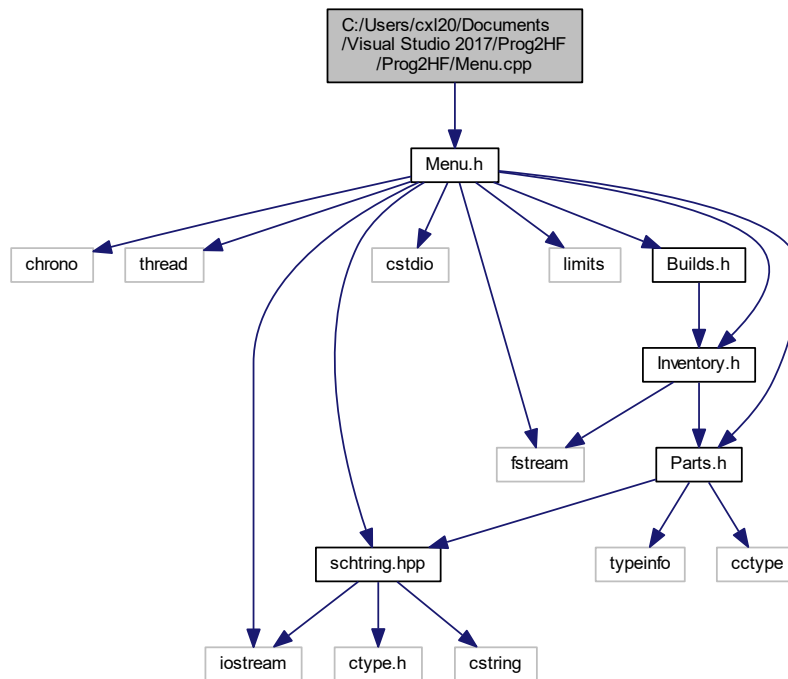 C:/Users/cxl20/Documents
/Visual Studio 2017/Prog2HF
/Prog2HF/Menu.cpp
Menu.h
chrono
thread
cstdio
limits
Builds.h
Inventory.h
fstream
Parts.h
schtring.hpp
typeinfo
cctype
iostream
ctype.h
cstring